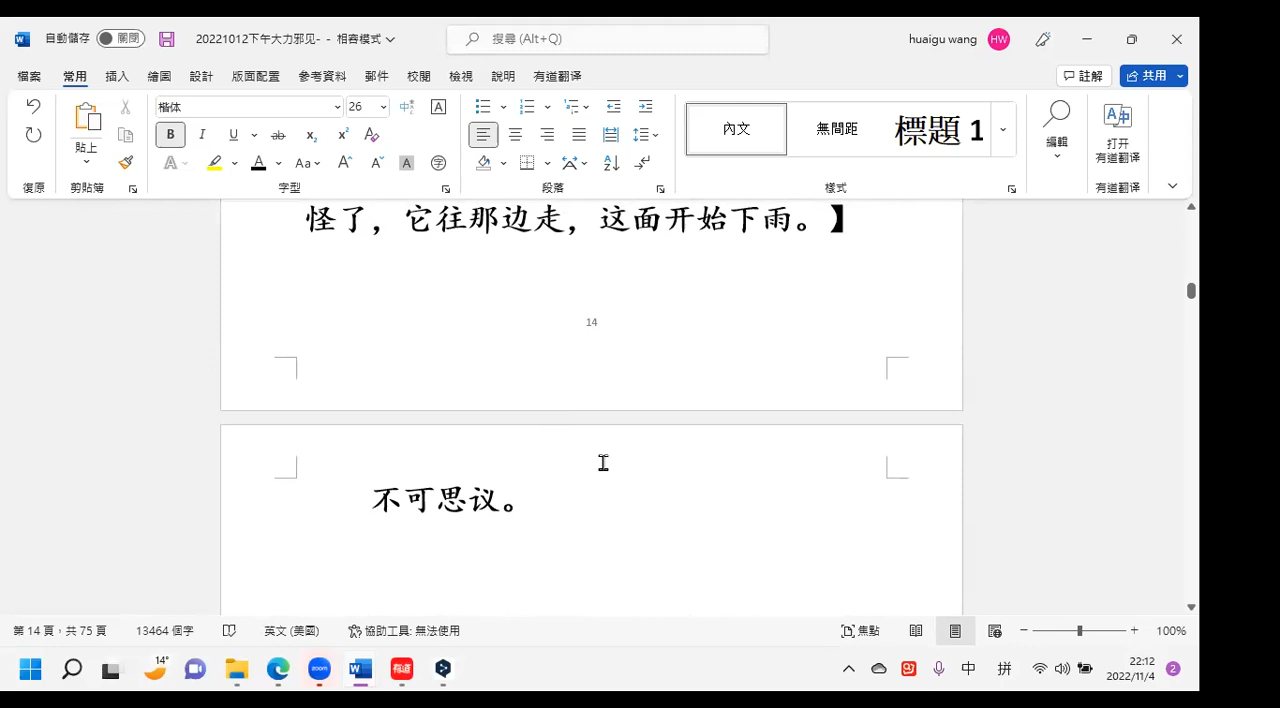 自動儲存 關閉 20221012下午大力邪见- - 相容模式 搜尋 (Alt+Q) huaigu wang HW
檔案 常用 插入 繪圖 設計 版面配置 參考資料 郵件 校閱 檢視 說明 有道翻译 註解 共用
楷体 26 內文 無間距 標題 1
貼上 編輯 打开
有道翻译
復原 剪貼簿 字型 段落 樣式 有道翻译
怪了，它往那边走，这面开始下雨。】
14
不可思议。
第 14 頁，共 75 頁 13464 個字 英文 (美國) 協助工具: 無法使用 焦點 100%
14° zoom 有道 中 拼 22:12
2022/11/4 2